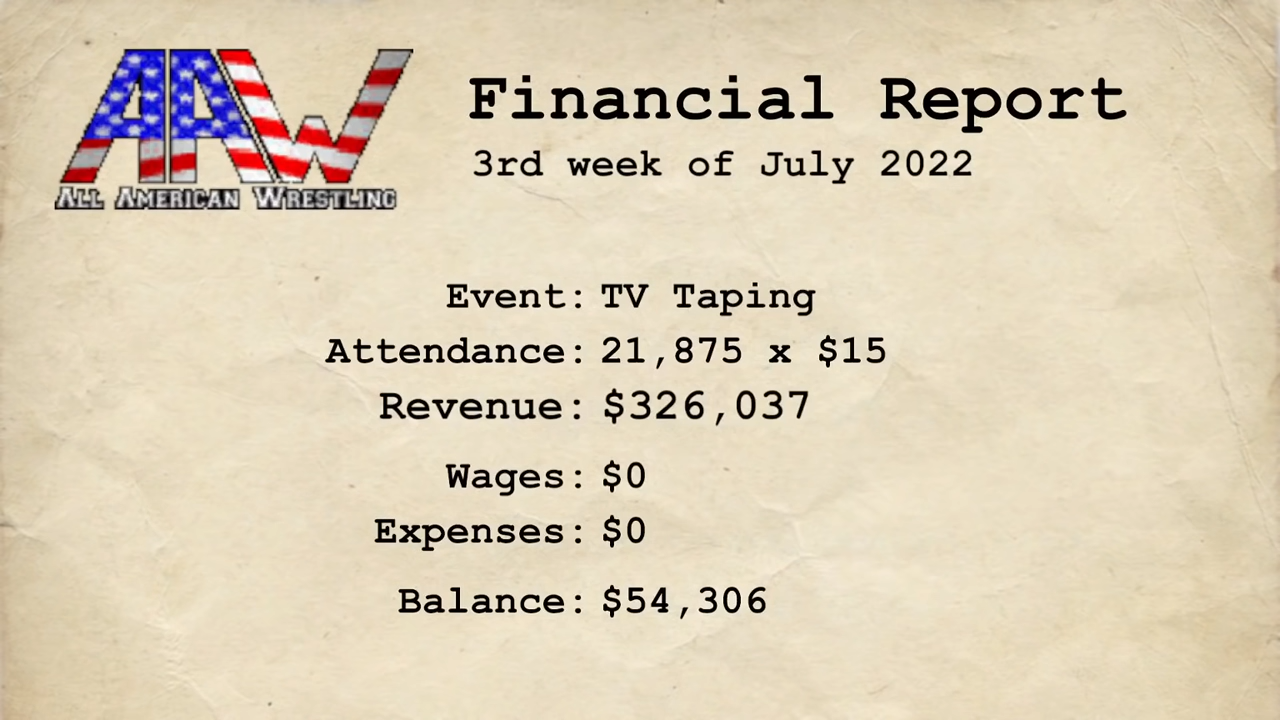 AAW
ALL AMERICAN WRESTLING
Financial Report
3rd week of July 2022
Event: TV Taping
Attendance: 21,875 x $15
Revenue: $326,037
Wages: $0
Expenses: $0
Balance: $54,306